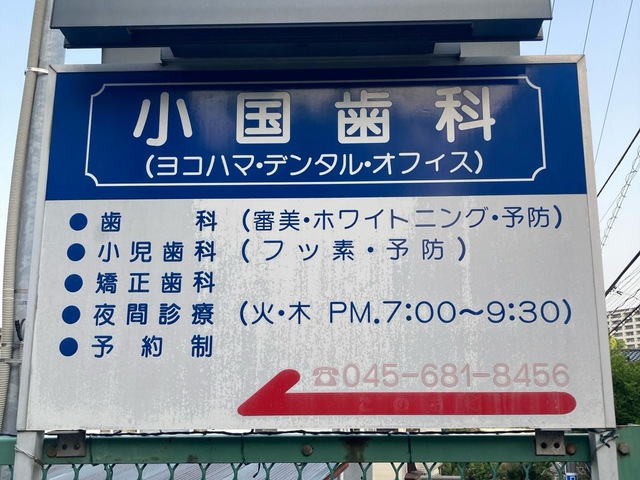 小国歯科
(ヨコハマ・デンタル・オフィス)
● 歯科 (審美・ホワイトニング・予防)
● 小児歯科 (フッ素・予防)
● 矯正歯科
● 夜間診療 (火・木 PM.7:00〜9:30)
● 予約制
☎045-681-8456